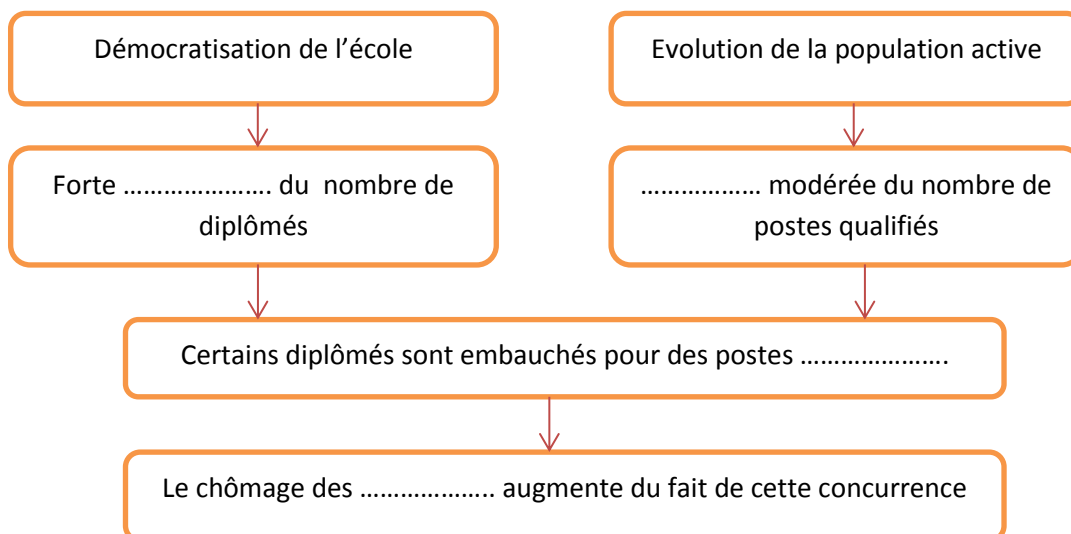 Démocratisation de l'école
Evolution de la population active
Forte …………………. du nombre de
diplômés
……………… modérée du nombre de
postes qualifiés
Certains diplômés sont embauchés pour des postes ………………….
Le chômage des ……………….. augmente du fait de cette concurrence